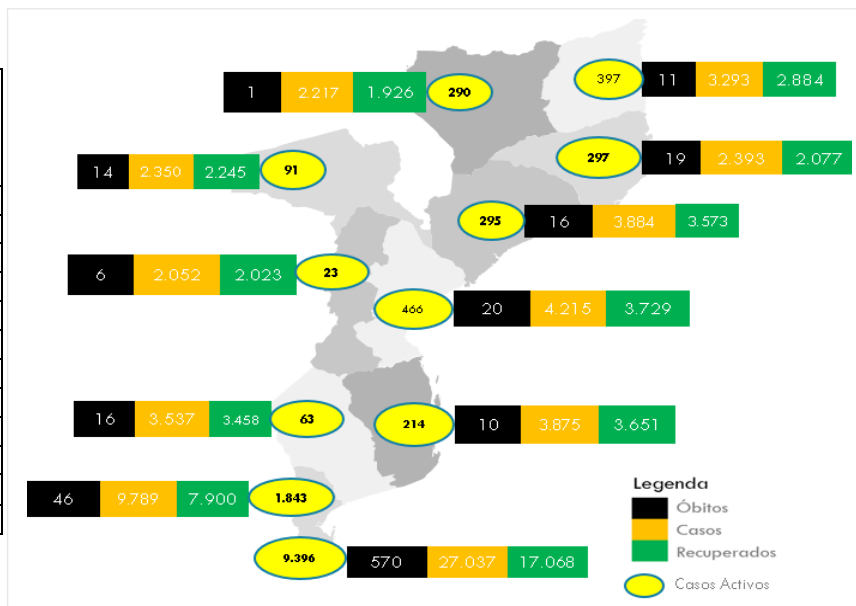 1 2.217 1.926 290
397 11 3.293 2.884
14 2.350 2.245 91
297 19 2.393 2.077
295 16 3.884 3.573
6 2.052 2.023 23
466 20 4.215 3.729
16 3.537 3.458 63
214 10 3.875 3.651
46 9.789 7.900 1.843
9.396 570 27.037 17.068
Legenda
Óbitos
Casos
Recuperados
Casos Activos